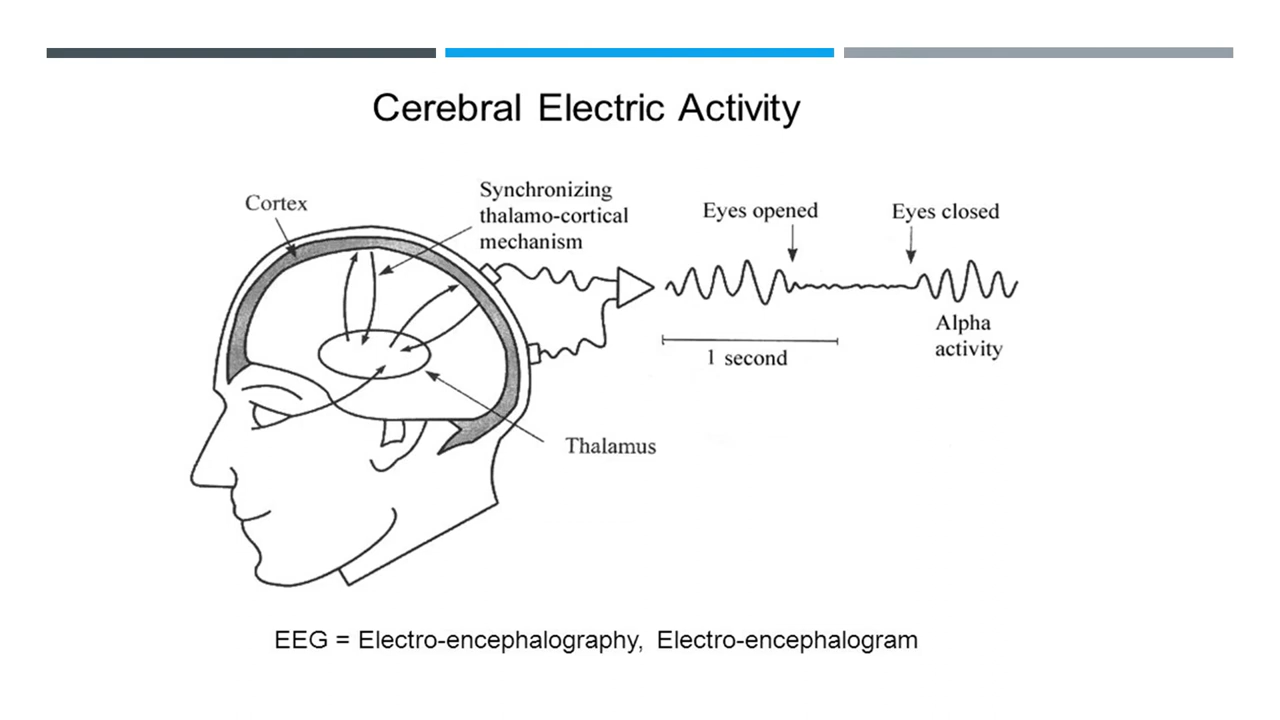 Cerebral Electric Activity
Cortex
Synchronizing
thalamo-cortical
mechanism
Eyes opened
Eyes closed
Alpha
activity
1 second
Thalamus
EEG = Electro-encephalography, Electro-encephalogram